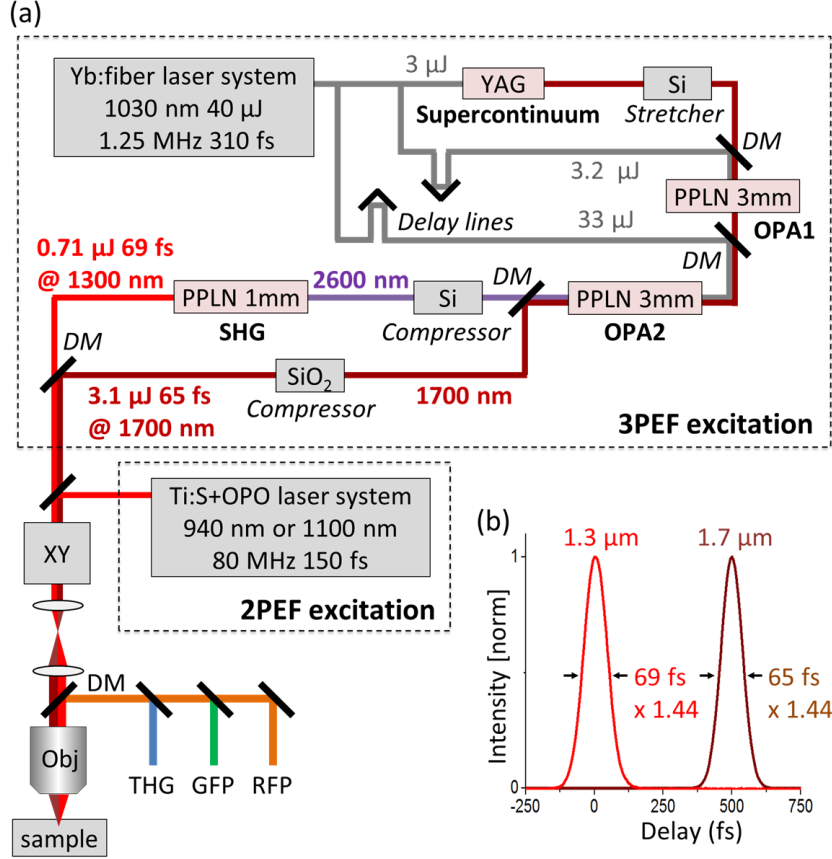 (a)
Yb:fiber laser system
1030 nm 40 µJ
1.25 MHz 310 fs
3 µJ
YAG
Supercontinuum
Si
Stretcher
DM
3.2 µJ
PPLN 3mm
OPA1
Delay lines
33 µJ
DM
0.71 µJ 69 fs
@ 1300 nm
PPLN 1mm
SHG
2600 nm
Si
Compressor
DM
PPLN 3mm
OPA2
DM
3.1 µJ 65 fs
@ 1700 nm
SiO2
Compressor
1700 nm
3PEF excitation
Ti:S+OPO laser system
940 nm or 1100 nm
80 MHz 150 fs
2PEF excitation
XY
DM
Obj
THG
GFP
RFP
sample
(b)
1.3 µm
1.7 µm
1
Intensity [norm]
69 fs
x 1.44
65 fs
x 1.44
0
-250
0
250
500
750
Delay (fs)